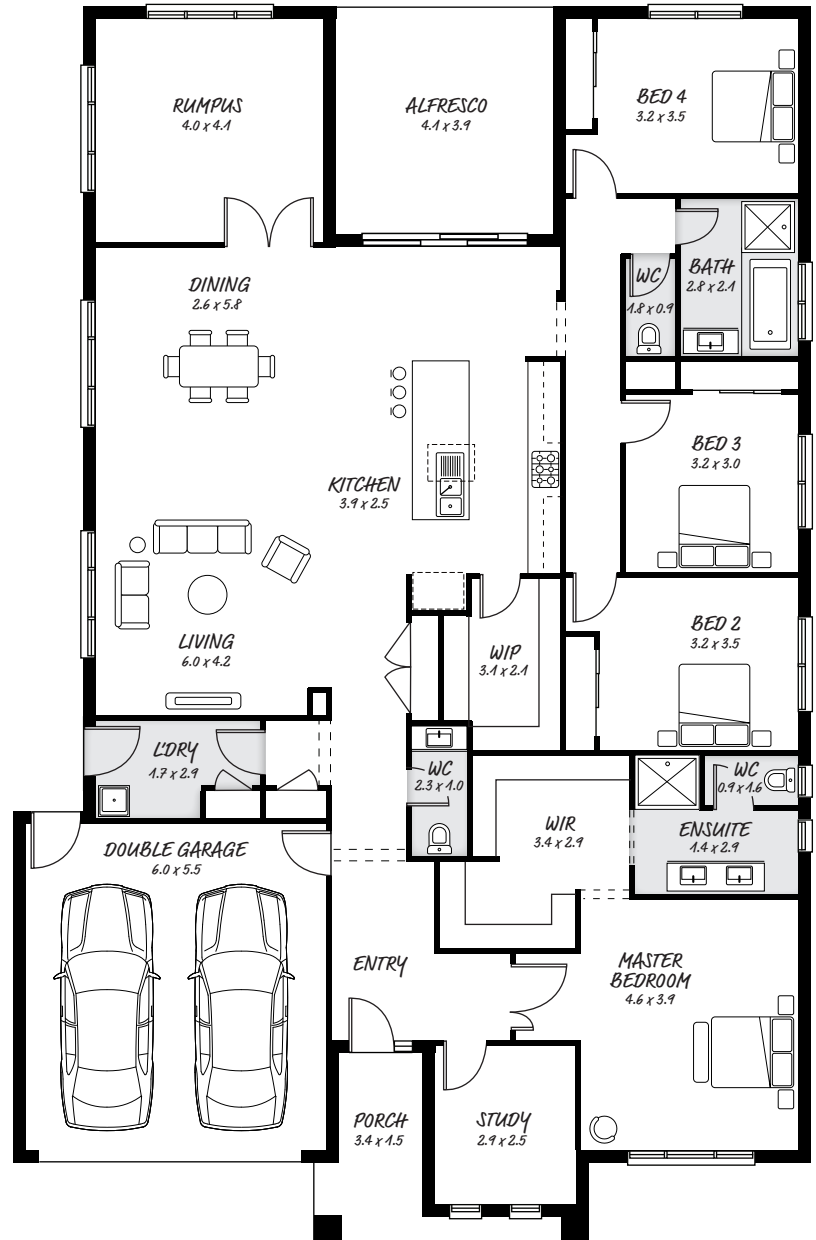 RUMPUS
4.0 x 4.1
ALFRESCO
4.1 x 3.9
BED 4
3.2 x 3.5
DINING
2.6 x 5.8
WC
1.8 x 0.9
BATH
2.8 x 2.1
KITCHEN
3.9 x 2.5
BED 3
3.2 x 3.0
LIVING
6.0 x 4.2
WIP
3.1 x 2.1
BED 2
3.2 x 3.5
L'DRY
1.7 x 2.9
WC
2.3 x 1.0
WIR
3.4 x 2.9
WC
0.9 x 1.6
ENSUITE
1.4 x 2.9
DOUBLE GARAGE
6.0 x 5.5
ENTRY
MASTER
BEDROOM
4.6 x 3.9
PORCH
3.4 x 1.5
STUDY
2.9 x 2.5